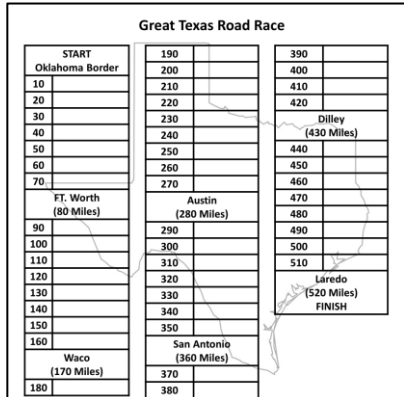 Great Texas Road Race
START
Oklahoma Border
10
20
30
40
50
60
70
FT. Worth
(80 Miles)
90
100
110
120
130
140
150
160
Waco
(170 Miles)
180
190
200
210
220
230
240
250
260
270
Austin
(280 Miles)
290
300
310
320
330
340
350
San Antonio
(360 Miles)
370
380
390
400
410
420
Dilley
(430 Miles)
440
450
460
470
480
490
500
510
Laredo
(520 Miles)
FINISH